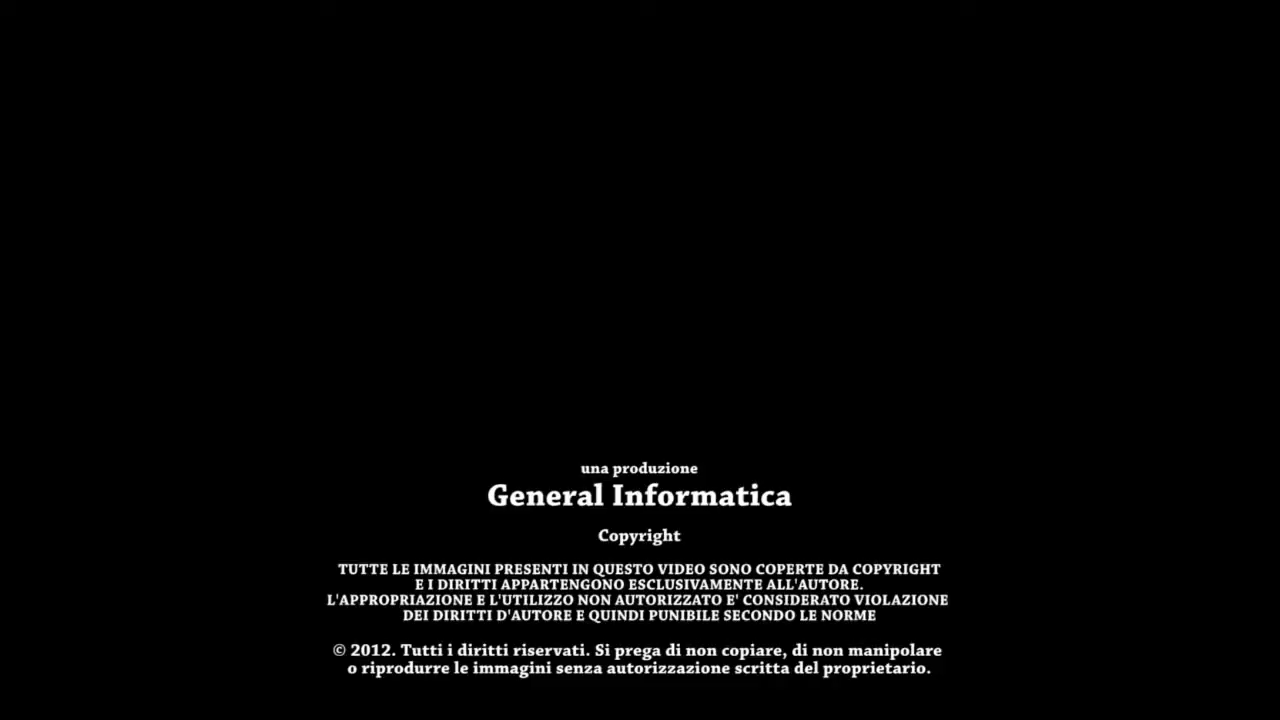 una produzione
General Informatica
Copyright
TUTTE LE IMMAGINI PRESENTI IN QUESTO VIDEO SONO COPERTE DA COPYRIGHT
E I DIRITTI APPARTENGONO ESCLUSIVAMENTE ALL'AUTORE.
L'APPROPRIAZIONE E L'UTILIZZO NON AUTORIZZATO E' CONSIDERATO VIOLAZIONE
DEI DIRITTI D'AUTORE E QUINDI PUNIBILE SECONDO LE NORME
© 2012. Tutti i diritti riservati. Si prega di non copiare, di non manipolare
o riprodurre le immagini senza autorizzazione scritta del proprietario.